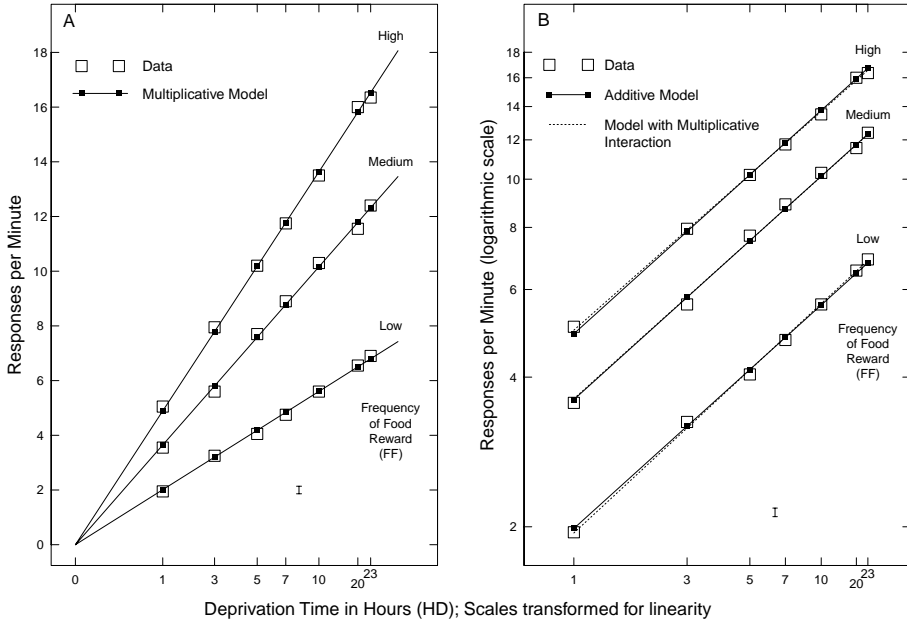 A
High
Data
Multiplicative Model
Medium
Low
Frequency
of Food
Reward
(FF)
18
16
14
12
10
8
6
4
2
0
Responses per Minute
0 1 3 5 7 10 20 23
B
High
Data
Additive Model
Model with Multiplicative
Interaction
Medium
Low
Frequency
of Food
Reward
(FF)
18
16
14
12
10
8
6
4
2
Responses per Minute (logarithmic scale)
1 3 5 7 10 20 23
Deprivation Time in Hours (HD); Scales transformed for linearity